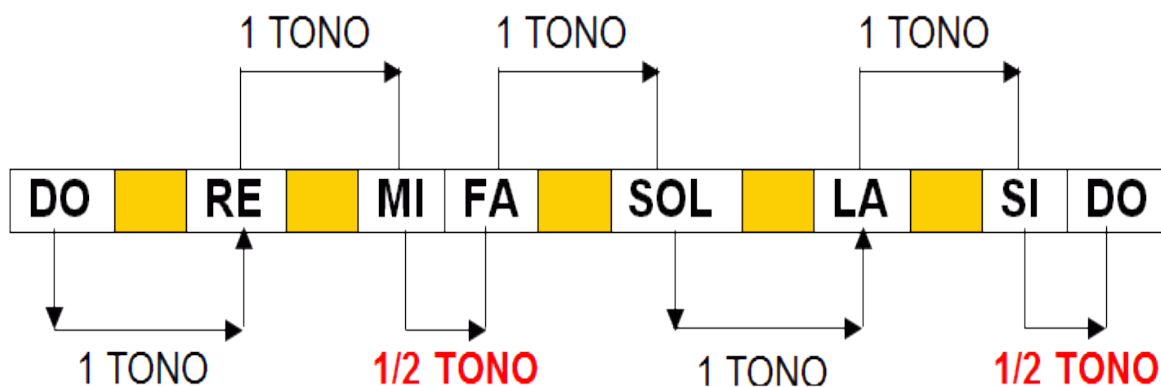 1 TONO 1 TONO 1 TONO
DO RE MI FA SOL LA SI DO
1 TONO 1/2 TONO 1 TONO 1/2 TONO